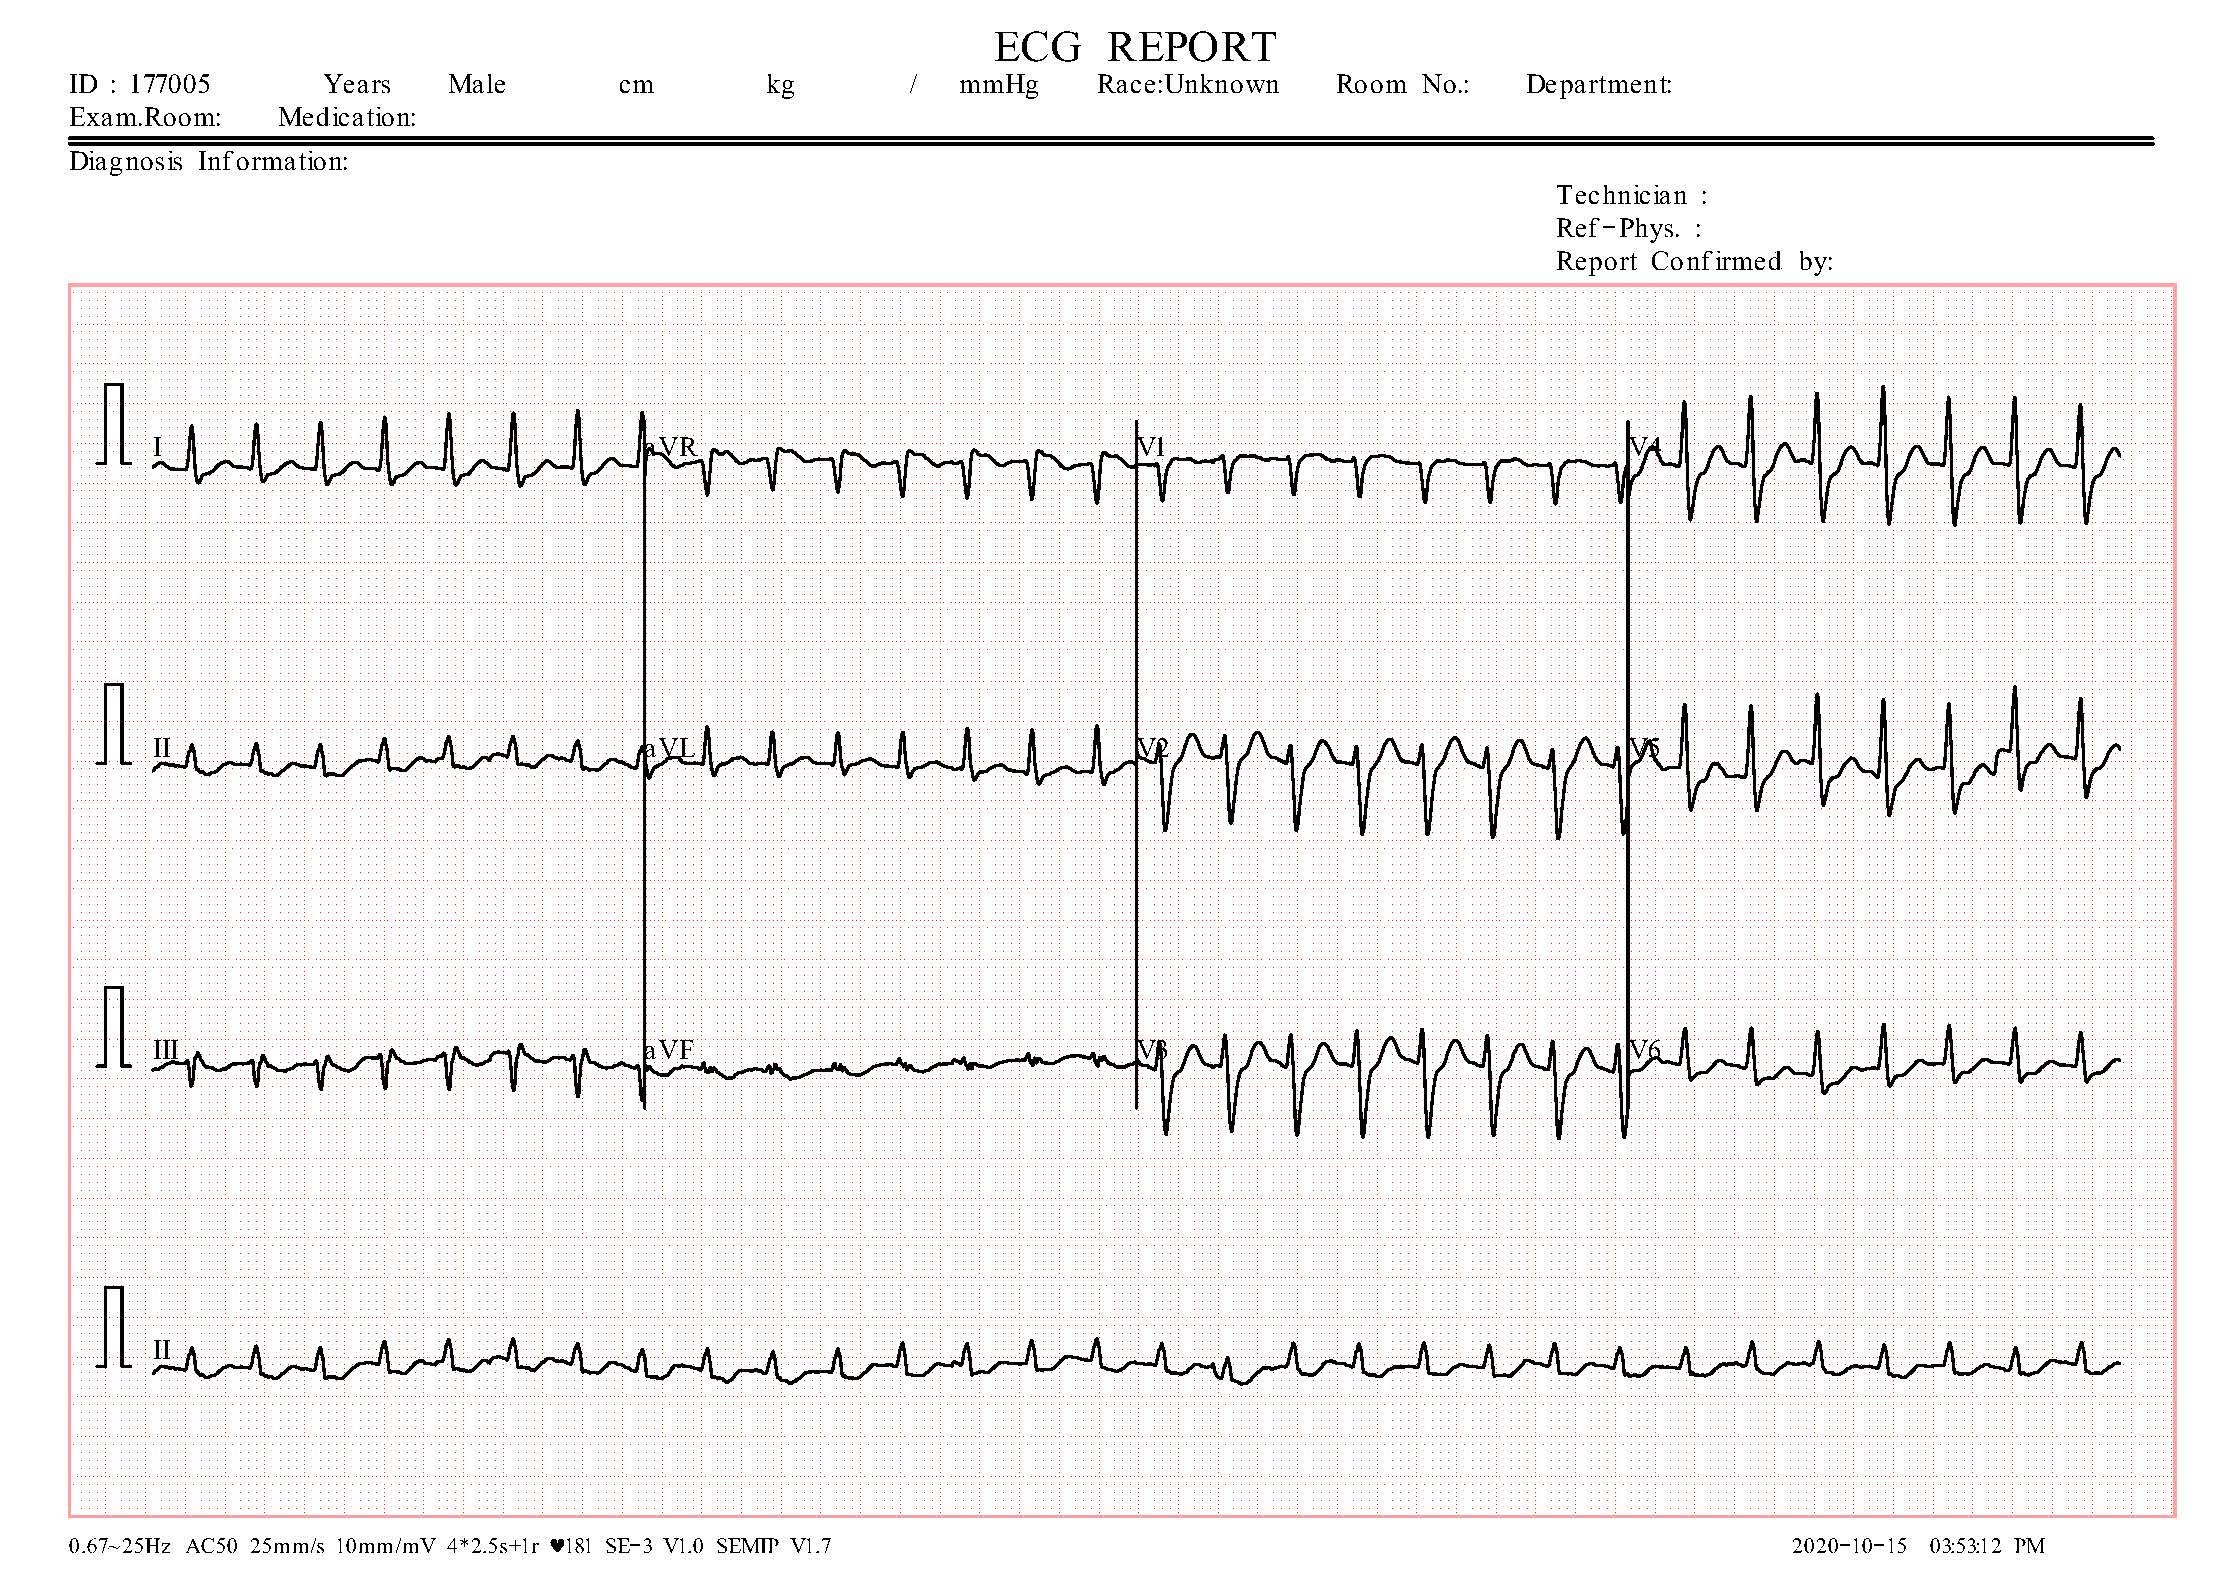 ECG REPORT
ID : 177005 Years Male cm kg / mmHg Race:Unknown Room No.: Department:
Exam.Room: Medication:
Diagnosis Information:
Technician :
Ref-Phys. :
Report Confirmed by:
I aVR V1 V4
II aVL V2 V5
III aVF V3 V6
II
0.67~25Hz AC50 25mm/s 10mm/mV 4*2.5s+1r ♥181 SE-3 V1.0 SEMIP V1.7 2020-10-15 03:53:12 PM